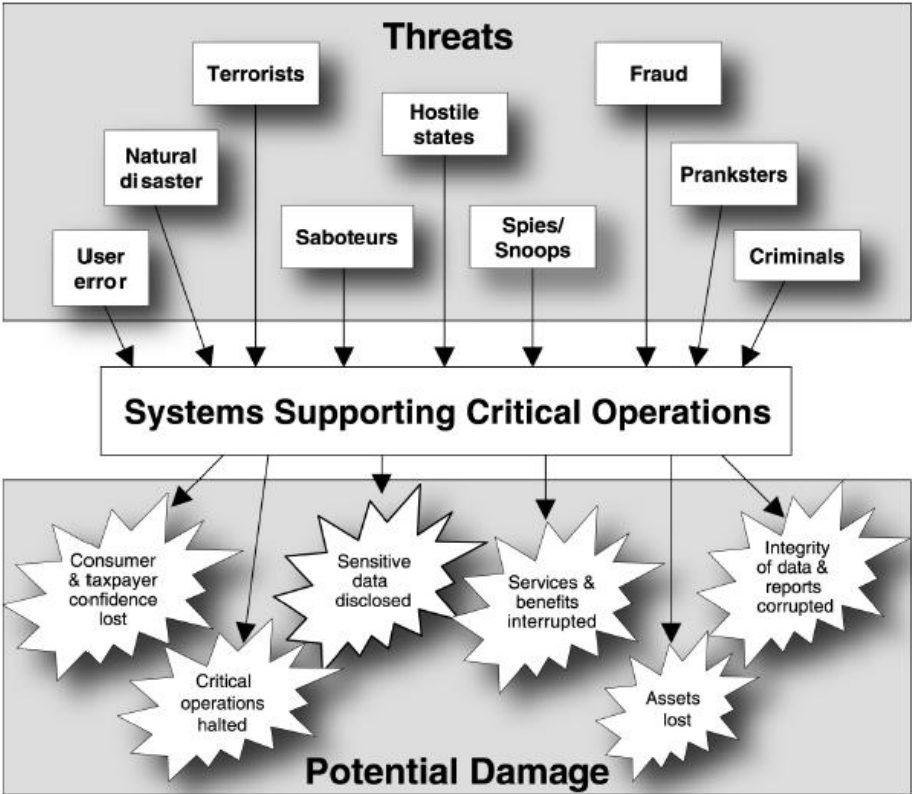 Threats
Terrorists
Fraud
Hostile
states
Natural
disaster
Pranksters
Saboteurs
Spies/
Snoops
User
error
Criminals
Systems Supporting Critical Operations
Consumer
& taxpayer
confidence
lost
Sensitive
data
disclosed
Services &
benefits
interrupted
Integrity
of data &
reports
corrupted
Critical
operations
halted
Assets
lost
Potential Damage